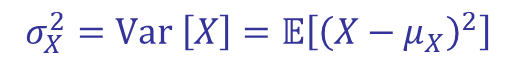 σ_X^2 = Var [X] = 𝔼[(X − μ_X)^2]